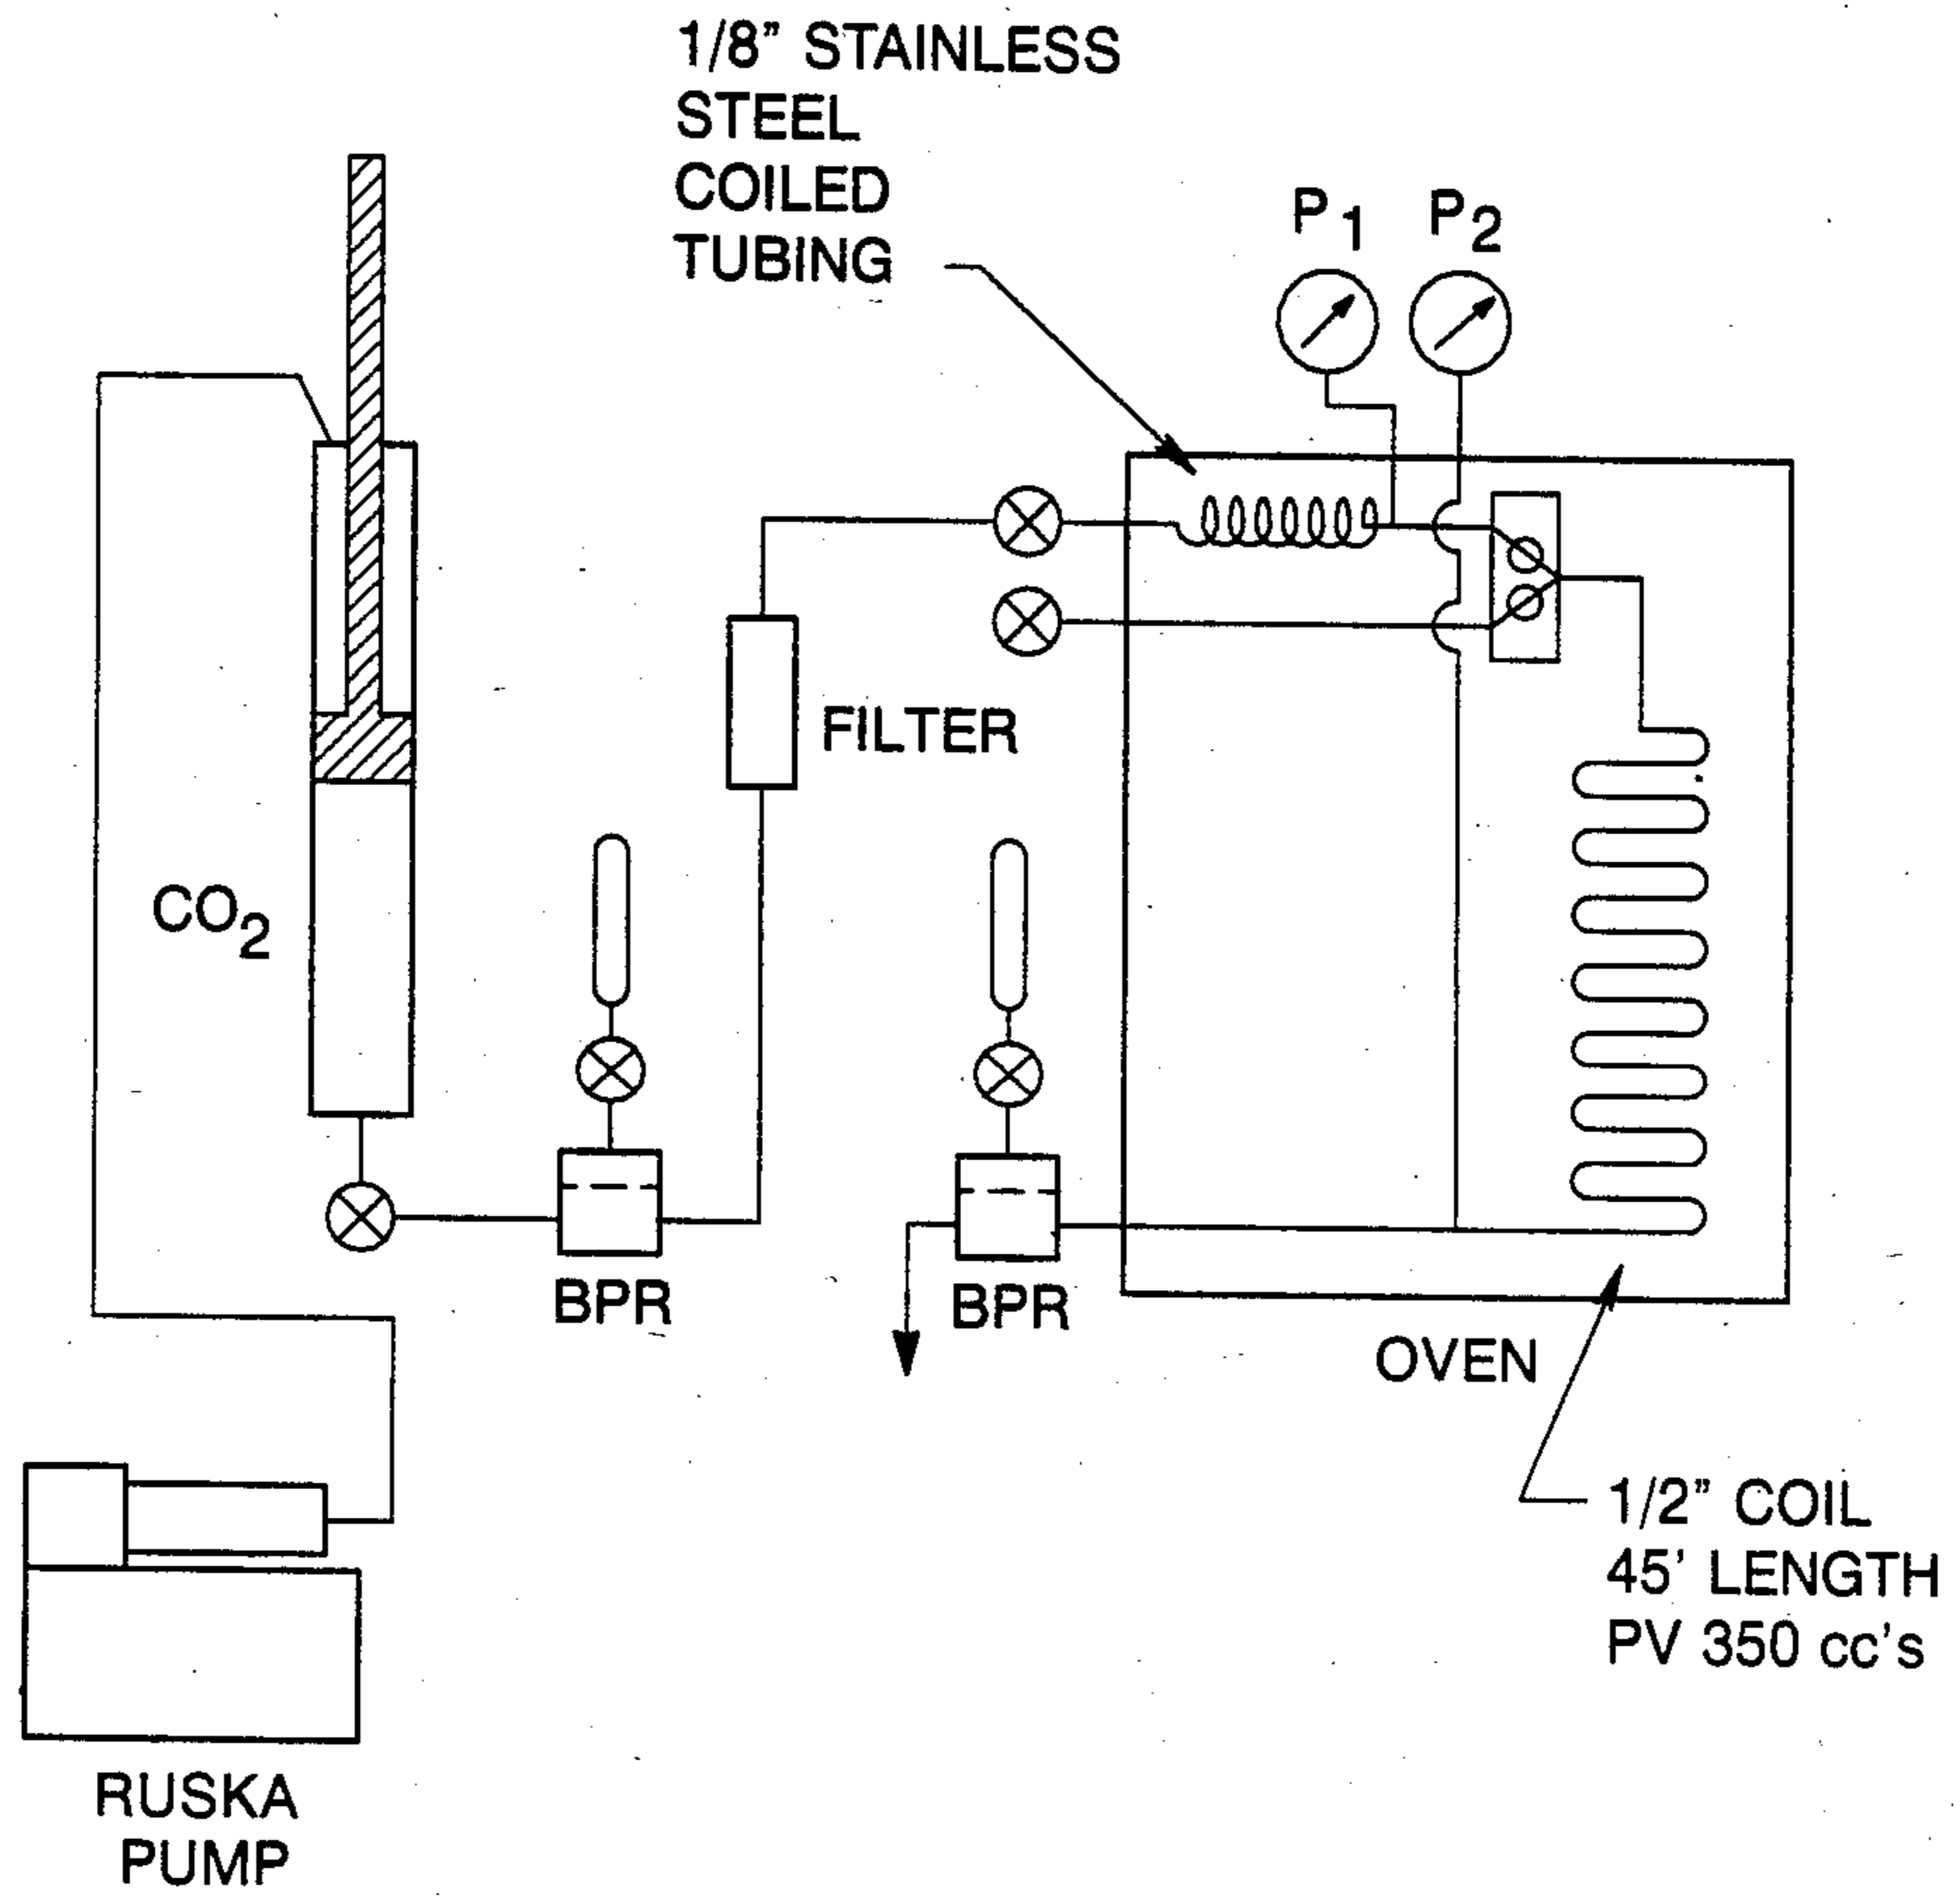 1/8" STAINLESS
STEEL
COILED
TUBING
P1
P2
FILTER
CO2
BPR
BPR
OVEN
1/2" COIL
45' LENGTH
PV 350 cc's
RUSKA
PUMP